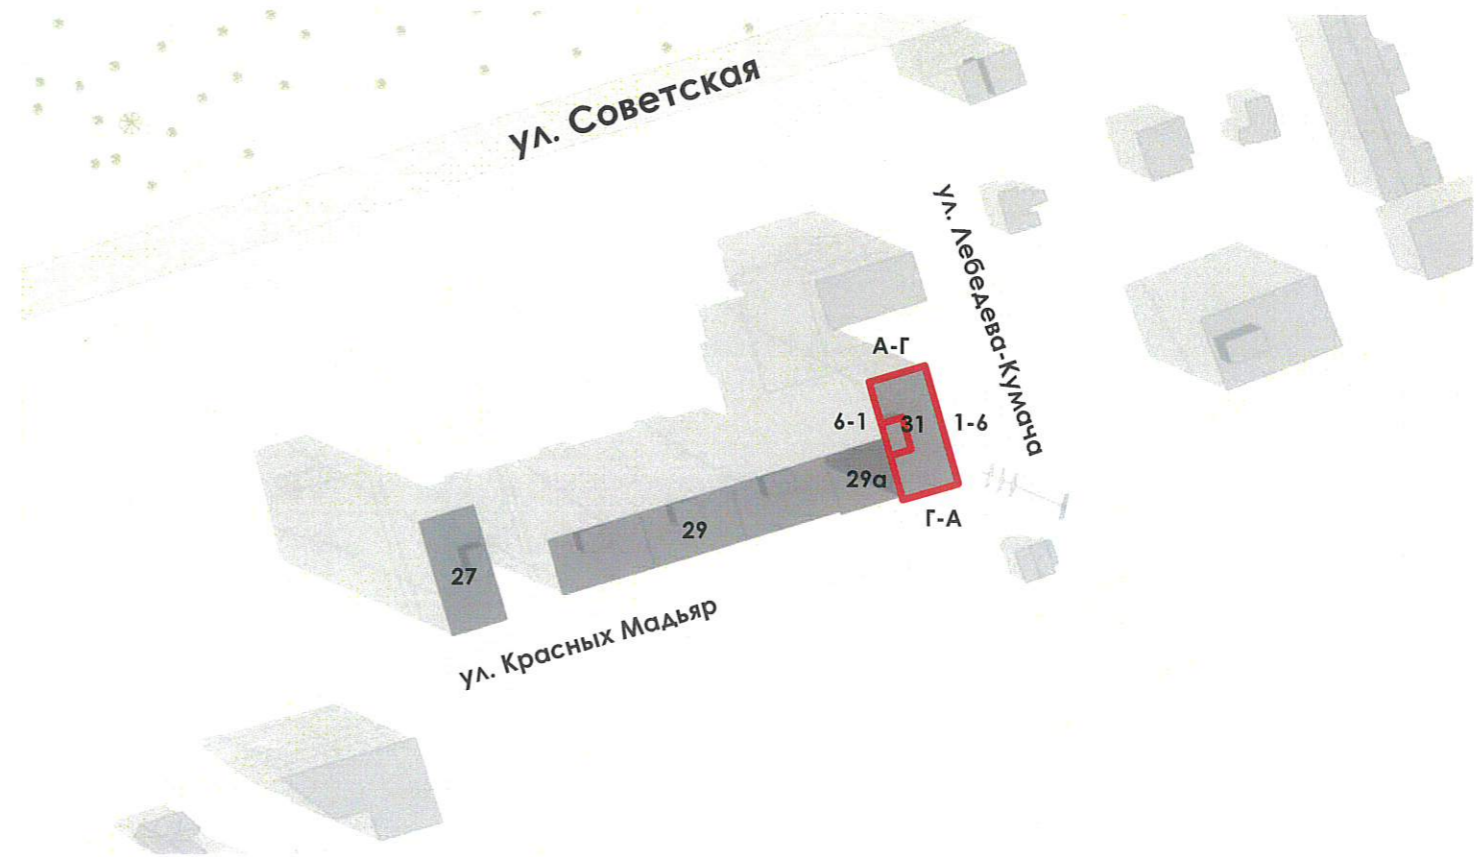 ул. Советская
ул. Лебедева-Кумача
А-Г
6-1
31
1-6
29а
Г-А
29
27
ул. Красных Мадьяр